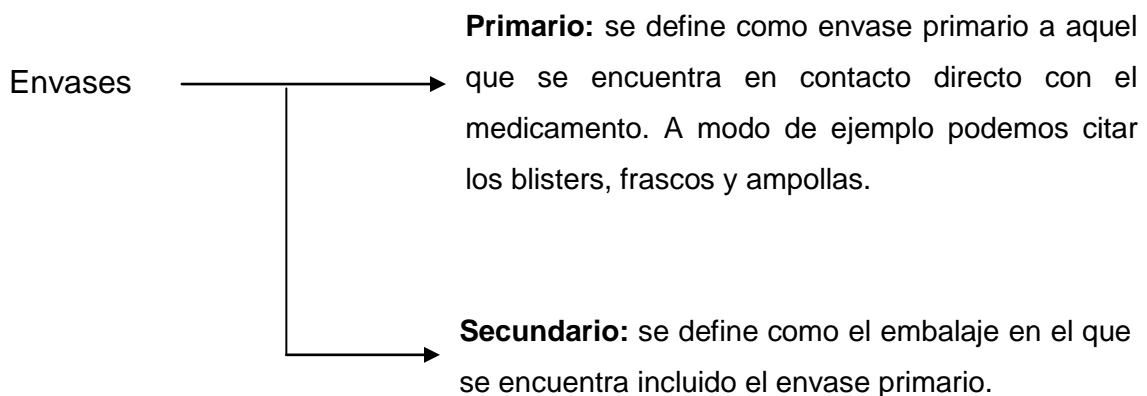 Envases
Primario: se define como envase primario a aquel
que se encuentra en contacto directo con el
medicamento. A modo de ejemplo podemos citar
los blisters, frascos y ampollas.
Secundario: se define como el embalaje en el que
se encuentra incluido el envase primario.